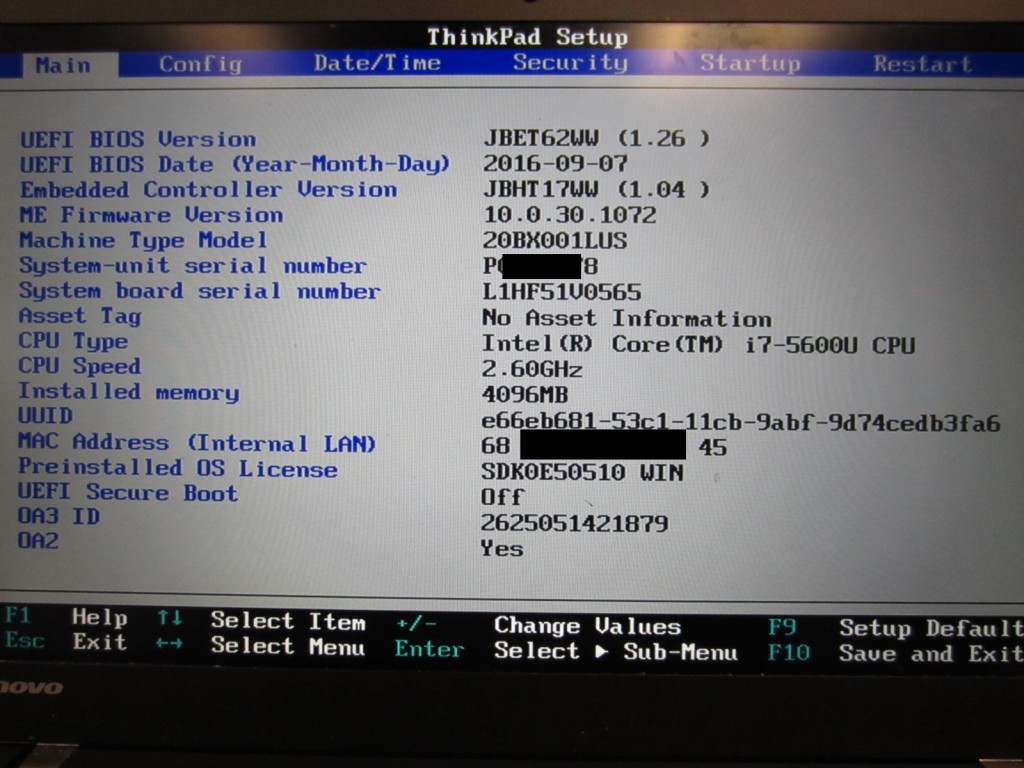 ThinkPad Setup
Main Config Date/Time Security Startup Restart
UEFI BIOS Version JBET62WW (1.26 )
UEFI BIOS Date (Year-Month-Day) 2016-09-07
Embedded Controller Version JBHT17WW (1.04 )
ME Firmware Version 10.0.30.1072
Machine Type Model 20BX001LUS
System-unit serial number P 8
System board serial number L1HF51V0565
Asset Tag No Asset Information
CPU Type Intel(R) Core(TM) i7-5600U CPU
CPU Speed 2.60GHz
Installed memory 4096MB
UUID e66eb681-53c1-11cb-9abf-9d74cedb3fa6
MAC Address (Internal LAN) 68 45
Preinstalled OS License SDK0E50510 WIN
UEFI Secure Boot Off
OA3 ID 2625051421879
OA2 Yes
F1 Help ↑↓ Select Item +/- Change Values F9 Setup Default
Esc Exit ←→ Select Menu Enter Select ▶ Sub-Menu F10 Save and Exit
novo